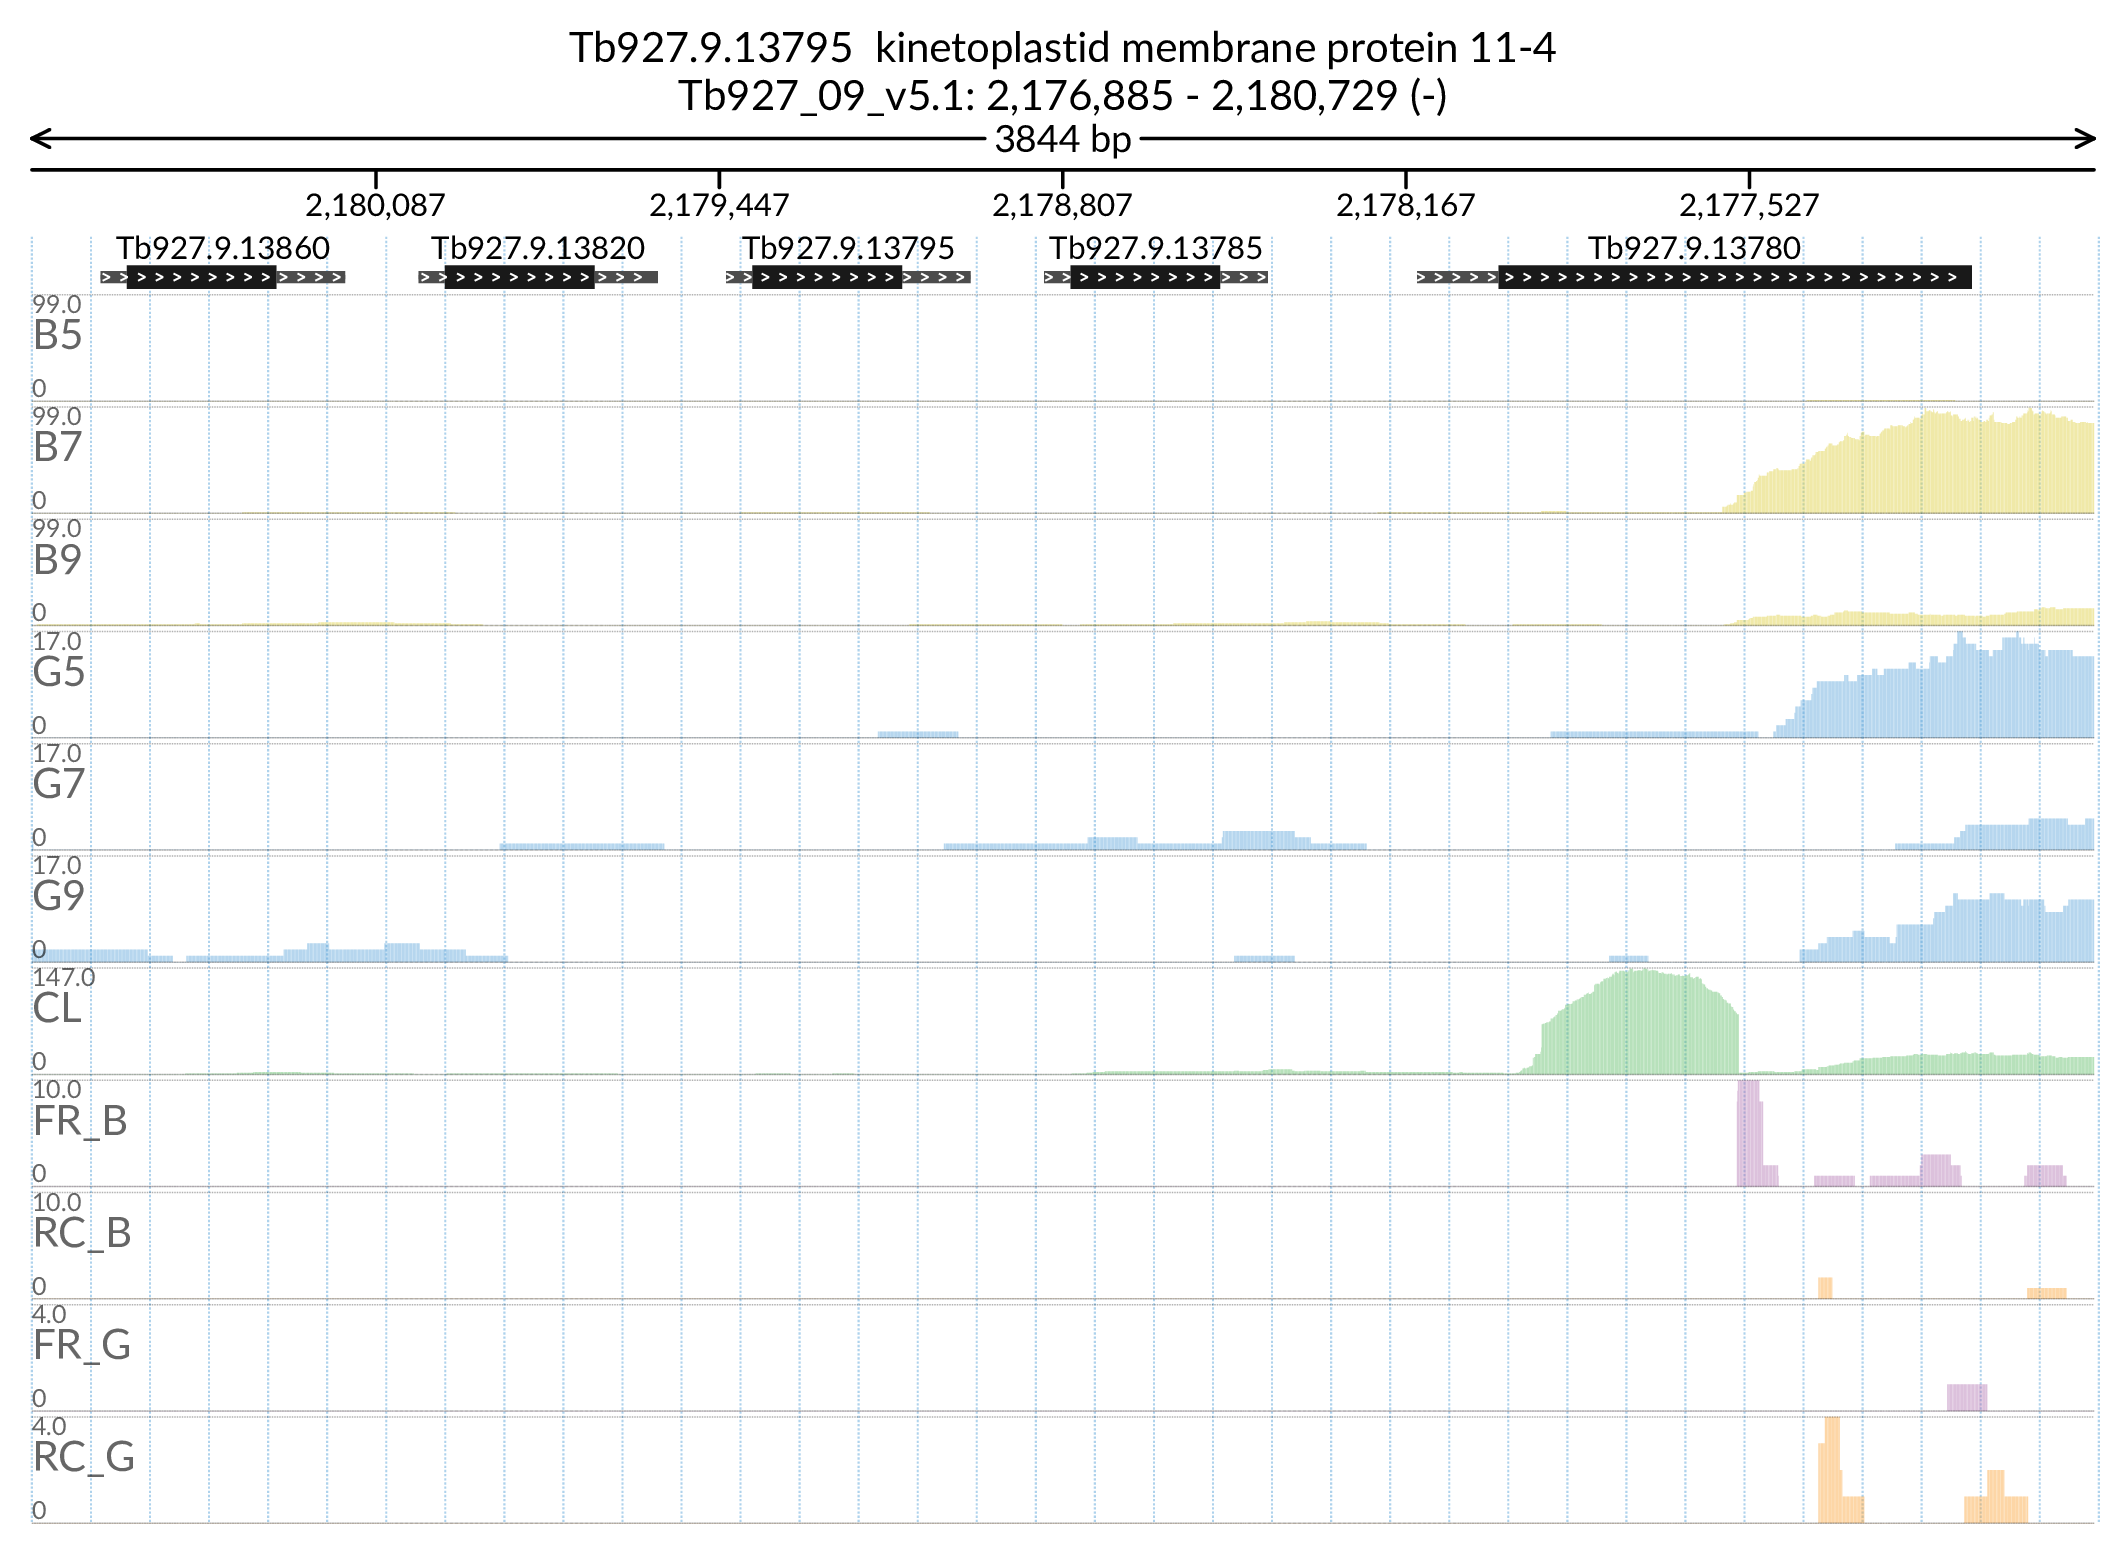 Tb927.9.13795  kinetoplastid membrane protein 11-4
Tb927_09_v5.1: 2,176,885 - 2,180,729 (-)
3844 bp
2,180,087 2,179,447 2,178,807 2,178,167 2,177,527
Tb927.9.13860 Tb927.9.13820 Tb927.9.13795 Tb927.9.13785 Tb927.9.13780
99.0
B5
0
99.0
B7
0
99.0
B9
0
17.0
G5
0
17.0
G7
0
17.0
G9
0
147.0
CL
0
10.0
FR_B
0
10.0
RC_B
0
4.0
FR_G
0
4.0
RC_G
0